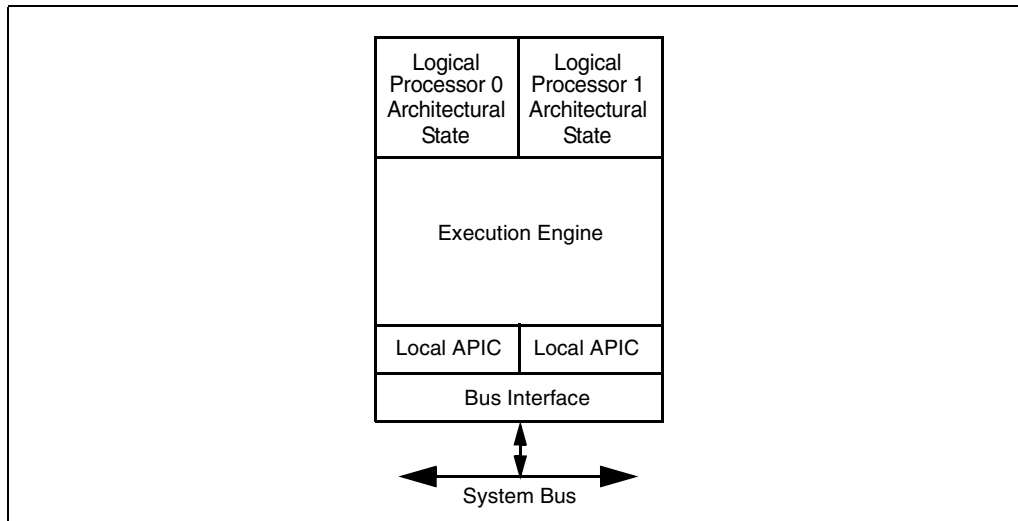 Logical
Processor 0
Architectural
State
Logical
Processor 1
Architectural
State
Execution Engine
Local APIC
Local APIC
Bus Interface
System Bus